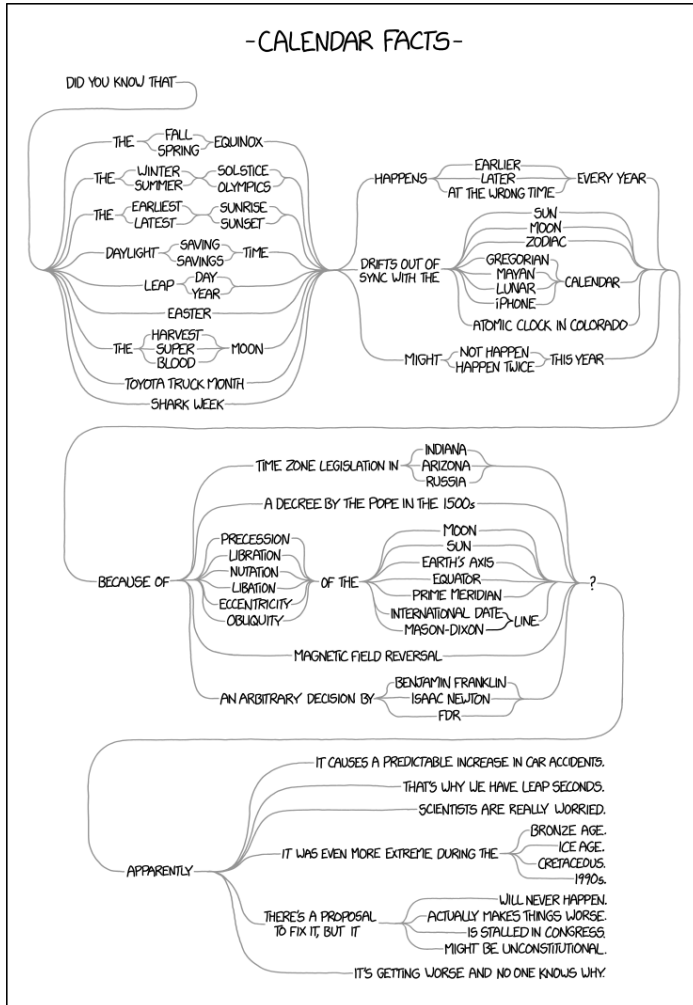 -CALENDAR FACTS-
DID YOU KNOW THAT
THE
FALL
SPRING
EQUINOX
THE
WINTER
SUMMER
SOLSTICE
OLYMPICS
THE
EARLIEST
LATEST
SUNRISE
SUNSET
DAYLIGHT
SAVING
SAVINGS
TIME
LEAP
DAY
YEAR
EASTER
THE
HARVEST
SUPER
BLOOD
MOON
TOYOTA TRUCK MONTH
SHARK WEEK
HAPPENS
EARLIER
LATER
AT THE WRONG TIME
EVERY YEAR
DRIFTS OUT OF
SYNC WITH THE
SUN
MOON
ZODIAC
GREGORIAN
MAYAN
LUNAR
iPHONE
CALENDAR
ATOMIC CLOCK IN COLORADO
MIGHT
NOT HAPPEN
HAPPEN TWICE
THIS YEAR
BECAUSE OF
TIME ZONE LEGISLATION IN
INDIANA
ARIZONA
RUSSIA
A DECREE BY THE POPE IN THE 1500s
PRECESSION
LIBRATION
NUTATION
LIBATION
ECCENTRICITY
OBLIQUITY
OF THE
MOON
SUN
EARTH'S AXIS
EQUATOR
PRIME MERIDIAN
INTERNATIONAL DATE
MASON-DIXON
LINE
MAGNETIC FIELD REVERSAL
AN ARBITRARY DECISION BY
BENJAMIN FRANKLIN
ISAAC NEWTON
FDR
?
APPARENTLY
IT CAUSES A PREDICTABLE INCREASE IN CAR ACCIDENTS.
THAT'S WHY WE HAVE LEAP SECONDS.
SCIENTISTS ARE REALLY WORRIED.
IT WAS EVEN MORE EXTREME DURING THE
BRONZE AGE.
ICE AGE.
CRETACEOUS.
1990s.
THERE'S A PROPOSAL
TO FIX IT, BUT IT
WILL NEVER HAPPEN.
ACTUALLY MAKES THINGS WORSE.
IS STALLED IN CONGRESS.
MIGHT BE UNCONSTITUTIONAL.
IT'S GETTING WORSE AND NO ONE KNOWS WHY.